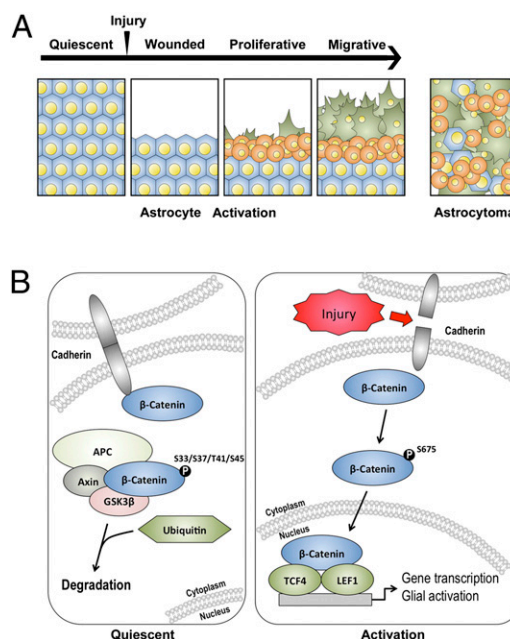 A
Injury
Quiescent Wounded Proliferative Migrative
Astrocyte Activation Astrocytoma
B
Cadherin
β-Catenin
APC
S33/S37/T41/S45
P
Axin
β-Catenin
GSK3β
Ubiquitin
Degradation
Cytoplasm
Nucleus
Quiescent
Injury
Cadherin
β-Catenin
S675
P
β-Catenin
Cytoplasm
Nucleus
β-Catenin
TCF4
LEF1
Gene transcription
Glial activation
Activation